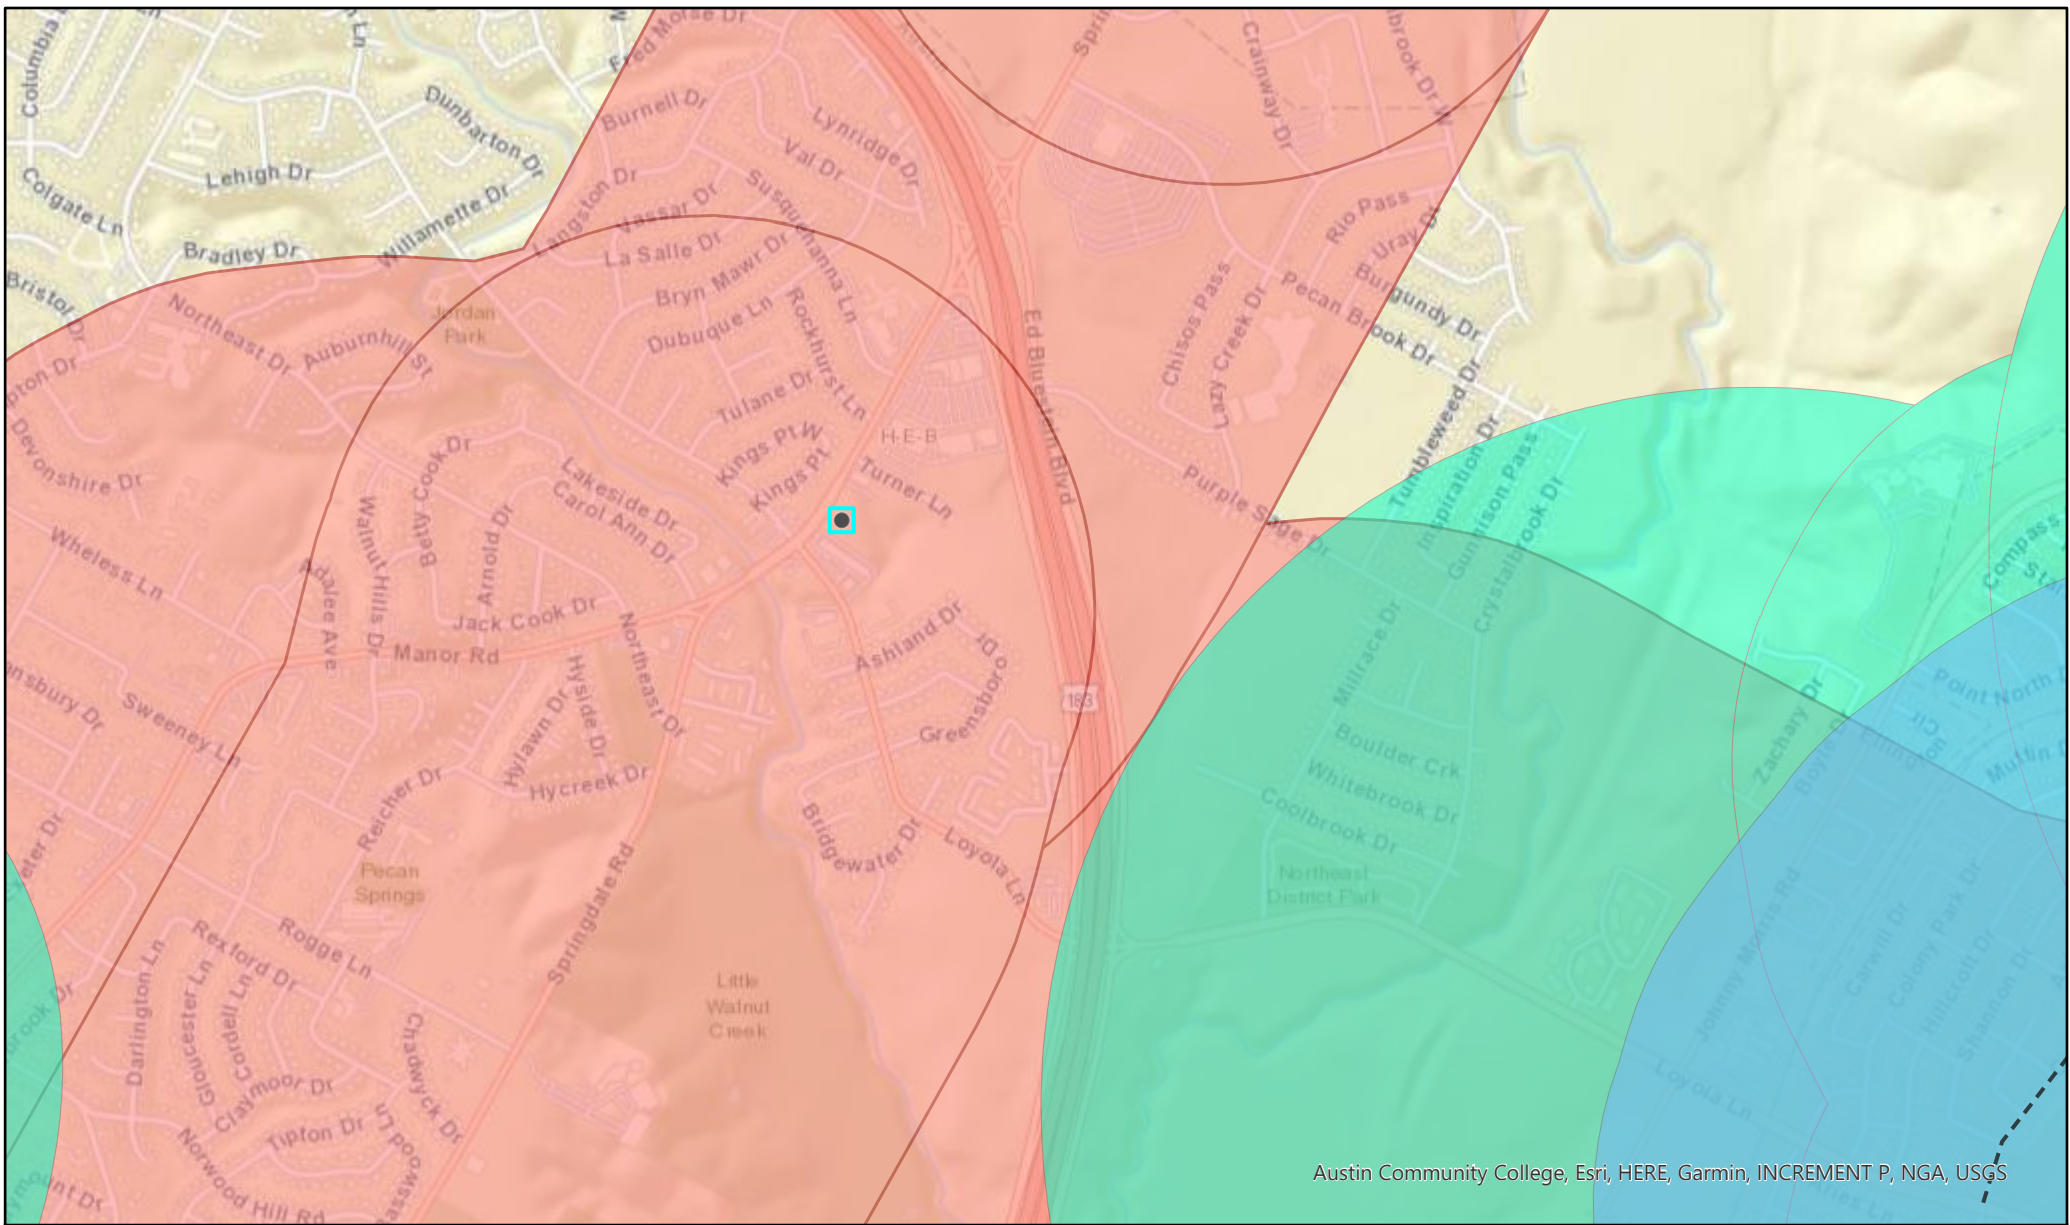 Fred Morse Dr
Columbia
Dunbarton Dr
Burnell Dr
Lynridge Dr
Val Dr
Crainway Dr
Lehigh Dr
Colgate Ln
Langston Dr
Vassar Dr
Susquehanna Ln
Willamette Dr
Bradley Dr
La Salle Dr
Rio Pass
Uray Dr
Bristol Dr
Bryn Mawr Dr
Burgundy Dr
Pecan Brook Dr
Northeast Dr
Jordan
Park
Auburnhill St
Dubuque Ln
Rockhurst Ln
Ed Bluestein Blvd
Chisos Pass
Lazy Creek Dr
Tulane Dr
Tumbleweed Dr
Devonshire Dr
Betty Cook Dr
Kings Pt W
Kings Pt
H-E-B
Turner Ln
Inspiration Dr
Gunnison Pass
Crystalbrook Dr
Purple Sage Dr
Lakeside Dr
Carol Ann Dr
Walnut Hills Dr
Arnold Dr
Wheless Ln
Adalee Ave
Compass
Jack Cook Dr
Manor Rd
Northeast Dr
Ashland Dr
Greensboro Dr
Millrace Dr
Hyside Dr
Hylawn Dr
183
Sweeney Ln
Zachary Dr
Point North
Boulder Crk
Whitebrook Dr
Coolbrook Dr
Reicher Dr
Hycreek Dr
Bridgewater Dr
Loyola Ln
Pecan
Springs
Northeast
District Park
Springdale Rd
Johnny Morris Rd
Carwill Dr
Colony Park Dr
Hillcroft Dr
Shannon Dr
Rogge Ln
Rexford Dr
Darlington Ln
Gloucester Ln
Cordell Ln
Little
Walnut
Creek
Chadwyck Dr
Claymoor Dr
Tipton Dr
Norwood Hill Rd
Loyola Ln
Austin Community College, Esri, HERE, Garmin, INCREMENT P, NGA, USGS